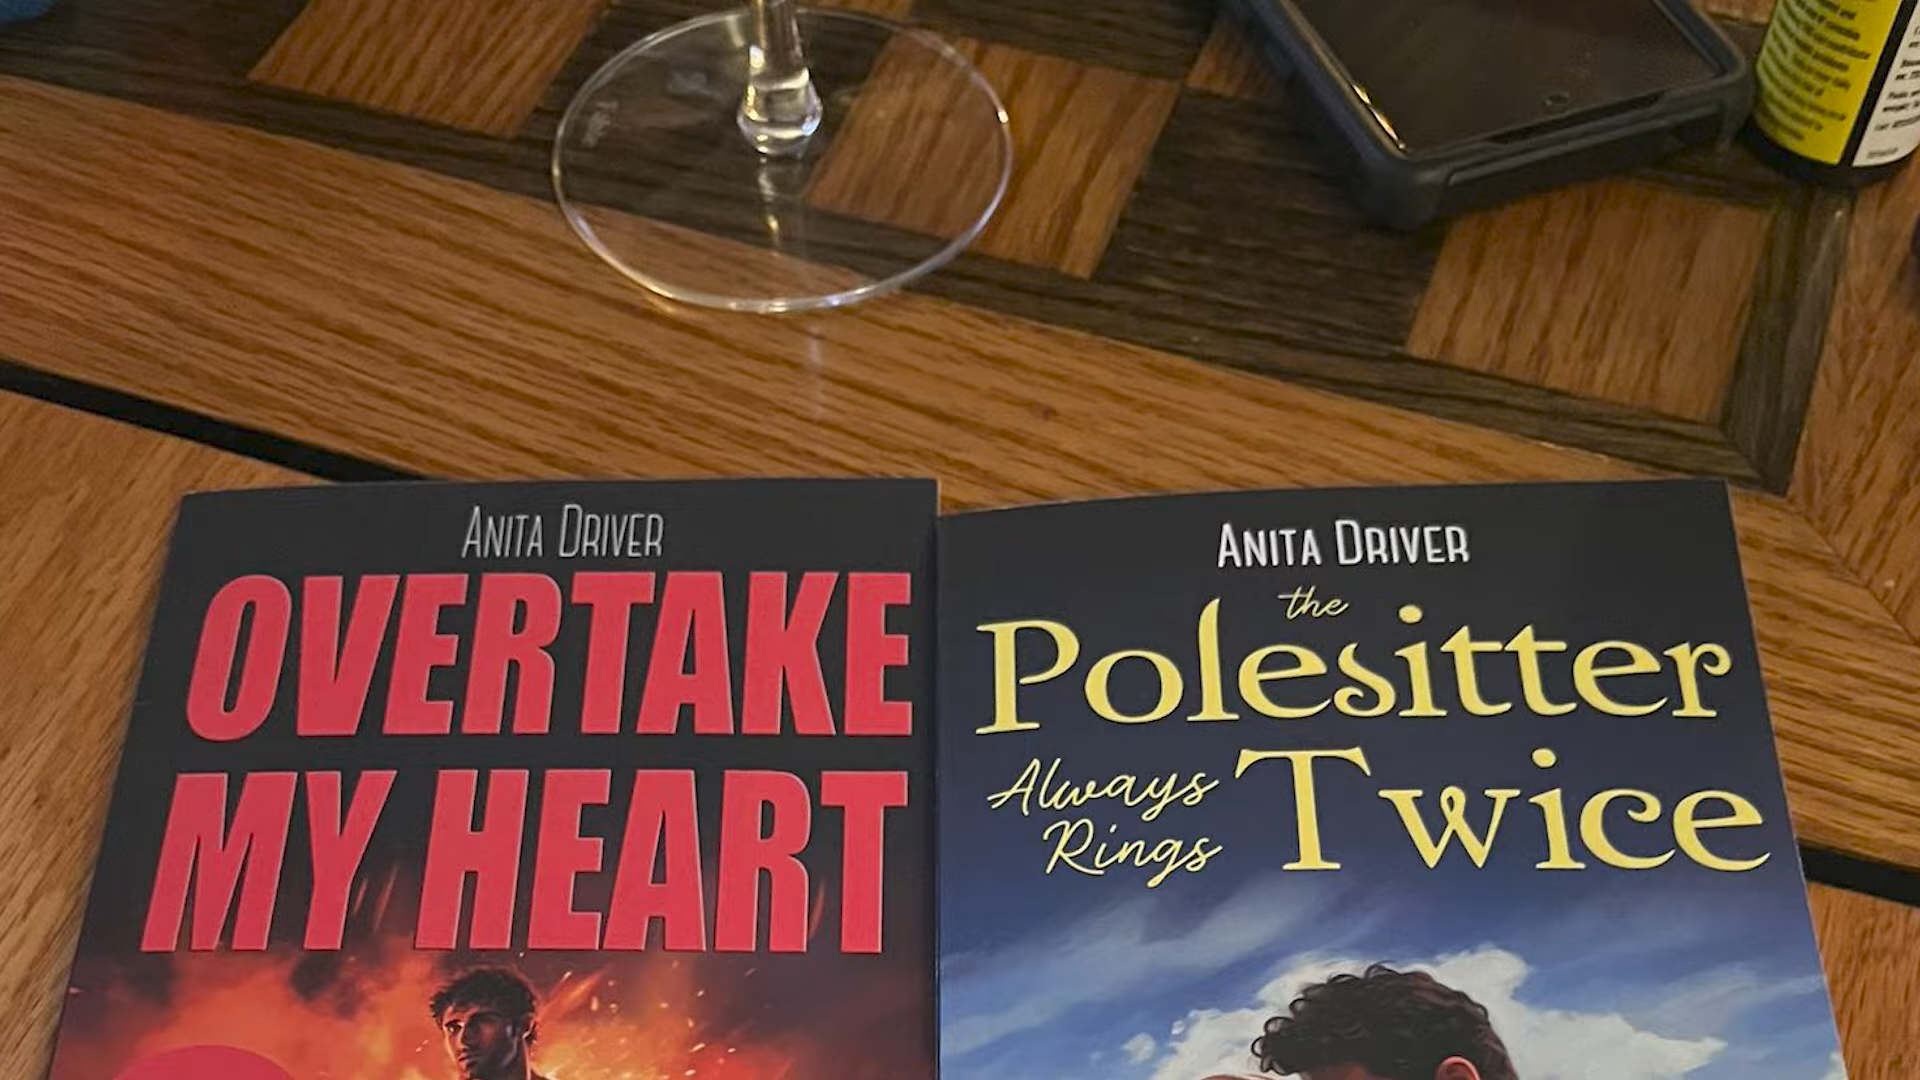 ANITA DRIVER
OVERTAKE
MY HEART
ANITA DRIVER
the
Polesitter
Always
Rings
Twice